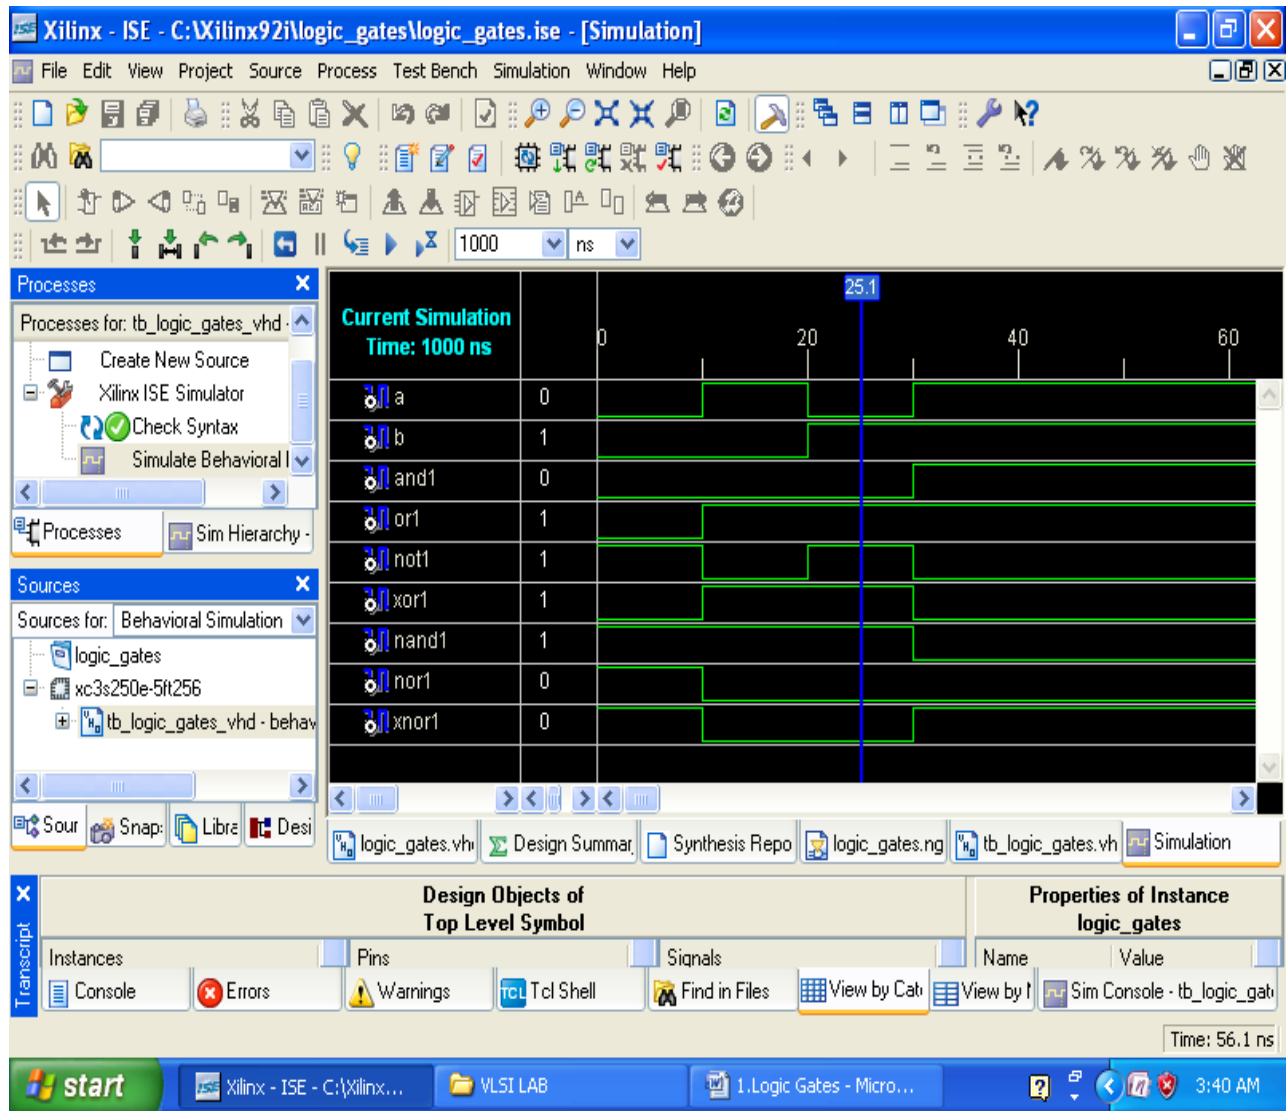 Xilinx - ISE - C:\Xilinx92i\logic_gates\logic_gates.ise - [Simulation]
File Edit View Project Source Process Test Bench Simulation Window Help
1000 ns
Processes
Processes for: tb_logic_gates_vhd -
Create New Source
Xilinx ISE Simulator
Check Syntax
Simulate Behavioral
Processes
Sim Hierarchy -
Sources
Sources for: Behavioral Simulation
logic_gates
xc3s250e-5ft256
tb_logic_gates_vhd - behav
Sour
Snap:
Libra
Desi
Current Simulation
Time: 1000 ns
25.1
0 20 40 60
a 0
b 1
and1 0
or1 1
not1 1
xor1 1
nand1 1
nor1 0
xnor1 0
logic_gates.vh
Design Summar
Synthesis Repo
logic_gates.ng
tb_logic_gates.vh
Simulation
Transcript
Design Objects of
Top Level Symbol
Properties of Instance
logic_gates
Instances Pins Signals Name Value
Console
Errors
Warnings
TCL Tcl Shell
Find in Files
View by Cat
View by
Sim Console - tb_logic_gat
Time: 56.1 ns
start
ISE Xilinx - ISE - C:\Xilinx...
VLSI LAB
1.Logic Gates - Micro...
3:40 AM